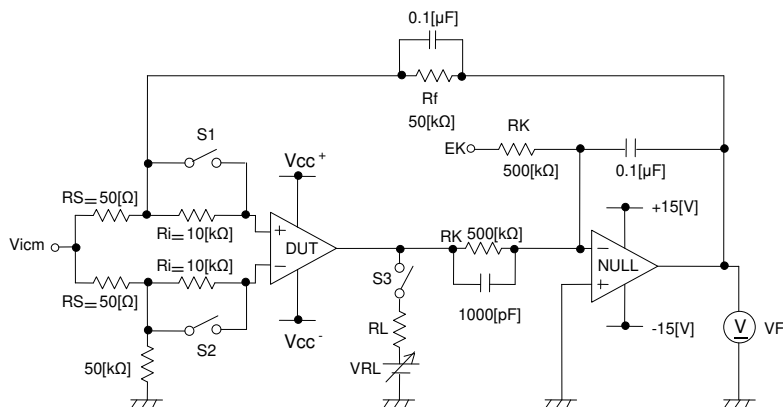 0.1[µF]
Rf
50[kΩ]
RK
EK
500[kΩ]
0.1[µF]
S1
Vcc+
RS=50[Ω]
Ri=10[kΩ]
+15[V]
Vicm
DUT
RK
500[kΩ]
NULL
Ri=10[kΩ]
RS=50[Ω]
S3
1000[pF]
S2
Vcc-
RL
-15[V]
V
VF
50[kΩ]
VRL